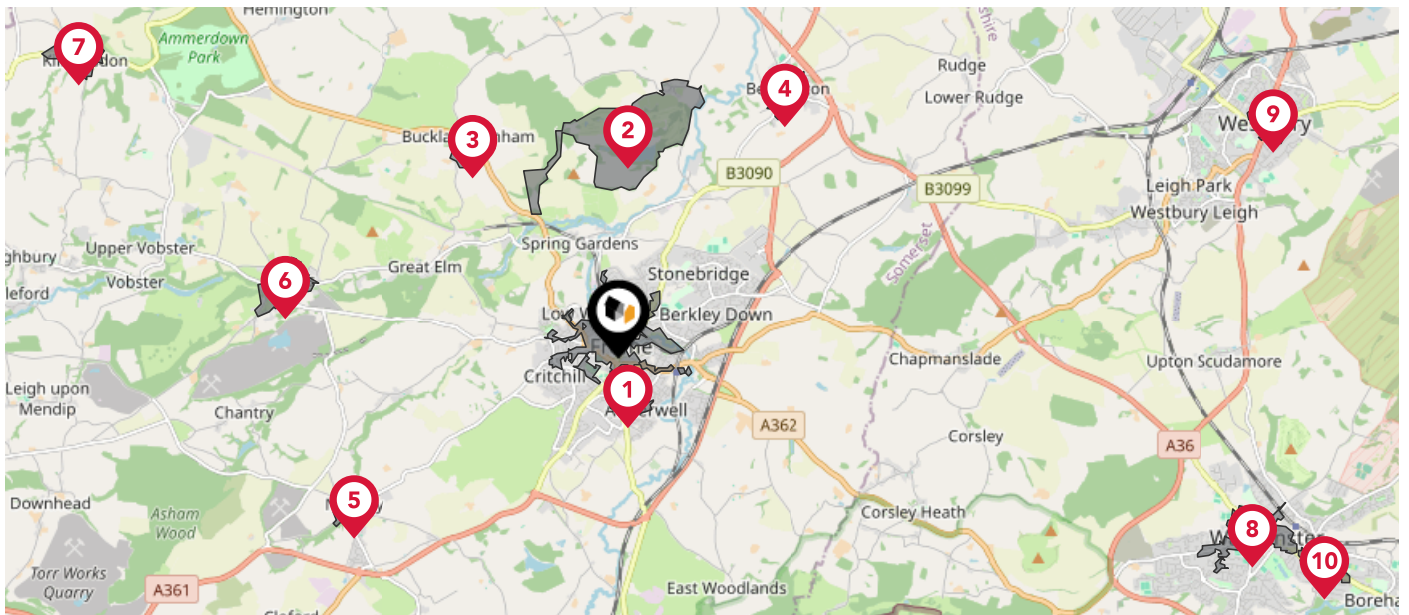 Hemington
Ammerdown
Park
7
4
Rudge
Lower Rudge
9
3
2
B3090
B3099
Leigh Park
Westbury Leigh
Somerset
Spring Gardens
Upper Vobster
Vobster
Great Elm
6
Stonebridge
Berkley Down
Critchill
1
Chapmanslade
Upton Scudamore
Leigh upon
Mendip
Chantry
A362
Corsley
A36
Downhead
Asham
Wood
5
Corsley Heath
8
10
Torr Works
Quarry
A361
East Woodlands